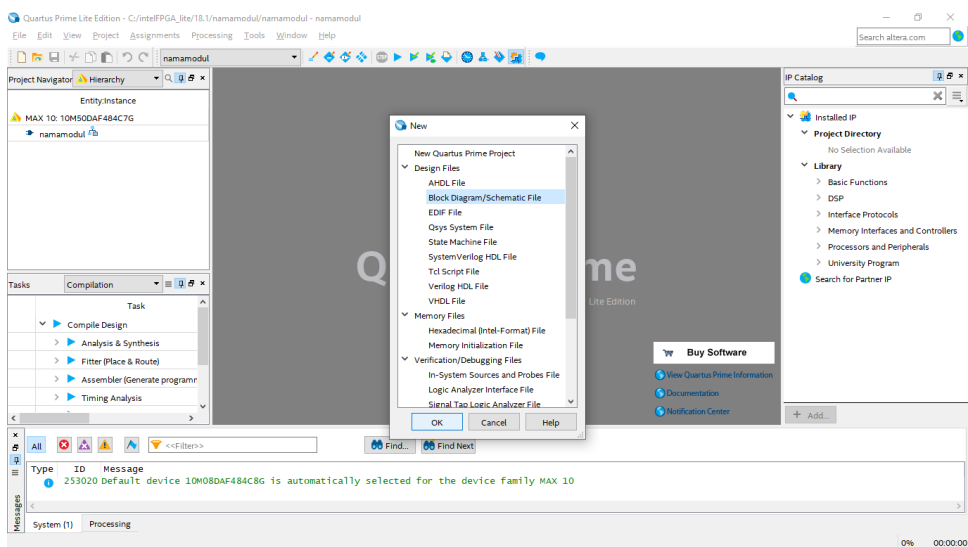 Quartus Prime Lite Edition - C:/intelFPGA_lite/18.1/namamodul/namamodul - namamodul
File Edit View Project Assignments Processing Tools Window Help
Search altera.com
namamodul
Project Navigator Hierarchy
Entity:Instance
MAX 10: 10M50DAF484C7G
namamodul
Tasks Compilation
Task
Compile Design
Analysis & Synthesis
Fitter (Place & Route)
Assembler (Generate programm
Timing Analysis
New
New Quartus Prime Project
Design Files
AHDL File
Block Diagram/Schematic File
EDIF File
Qsys System File
State Machine File
SystemVerilog HDL File
Tcl Script File
Verilog HDL File
VHDL File
Memory Files
Hexadecimal (Intel-Format) File
Memory Initialization File
Verification/Debugging Files
In-System Sources and Probes File
Logic Analyzer Interface File
Signal Tap Logic Analyzer File
OK Cancel Help
Q me
Lite Edition
Buy Software
View Quartus Prime Information
Documentation
Notification Center
IP Catalog
Installed IP
Project Directory
No Selection Available
Library
Basic Functions
DSP
Interface Protocols
Memory Interfaces and Controllers
Processors and Peripherals
University Program
Search for Partner IP
+ Add...
All <<Filter>> Find... Find Next
Type ID Message
253020 Default device 10M08DAF484C8G is automatically selected for the device family MAX 10
Messages
System (1) Processing
0% 00:00:00